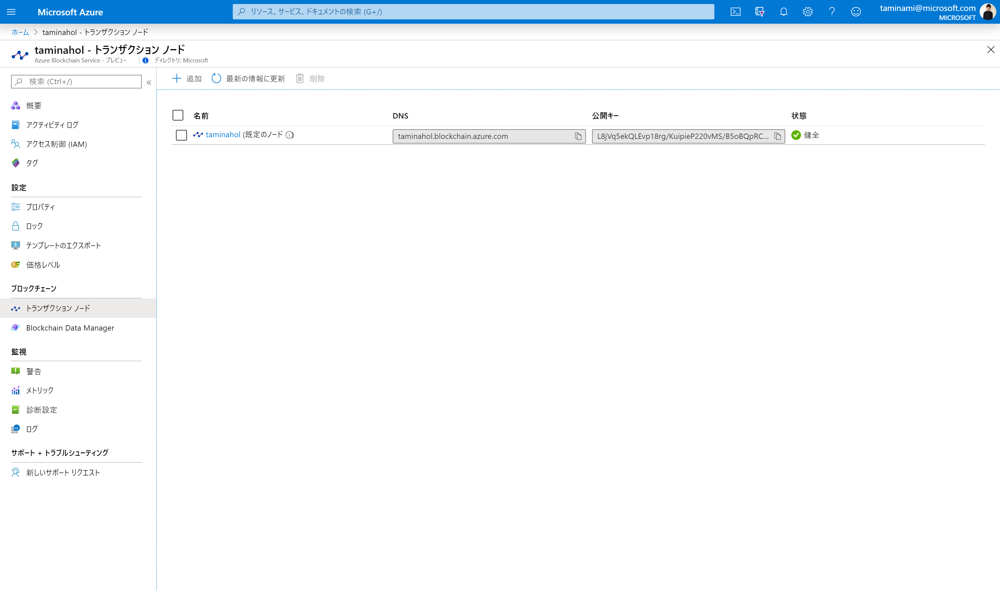 Microsoft Azure
リソース、サービス、ドキュメントの検索 (G+/)
taminami@microsoft.com
MICROSOFT
ホーム > taminahol - トランザクション ノード
taminahol - トランザクション ノード
Azure Blockchain Service - プレビュー
ディレクトリ: Microsoft
検索 (Ctrl+/)
概要
アクティビティ ログ
アクセス制御 (IAM)
タグ
設定
プロパティ
ロック
テンプレートのエクスポート
価格レベル
ブロックチェーン
トランザクション ノード
Blockchain Data Manager
監視
警告
メトリック
診断設定
ログ
サポート + トラブルシューティング
新しいサポート リクエスト
追加 最新の情報に更新 削除
名前 DNS 公開キー 状態
taminahol (既定のノード) taminahol.blockchain.azure.com L8jVq5ekQLEvp18rg/KuipieP220vMS/B5oBQpRC... 健全